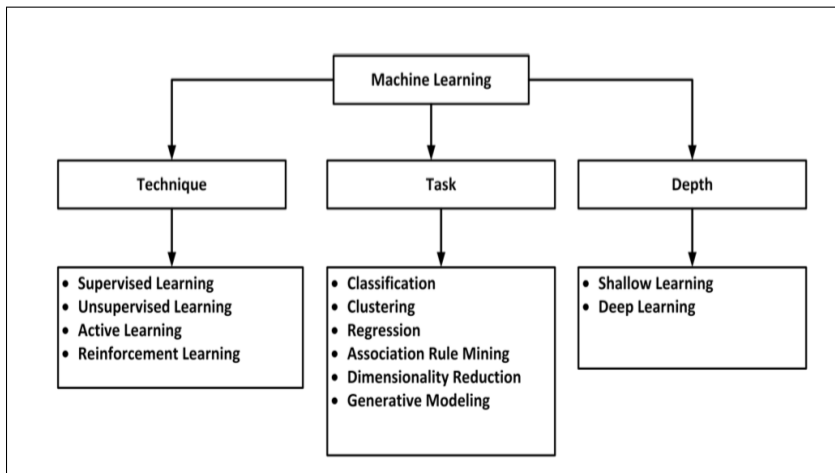 Machine Learning
Technique
Task
Depth
• Supervised Learning
• Unsupervised Learning
• Active Learning
• Reinforcement Learning
• Classification
• Clustering
• Regression
• Association Rule Mining
• Dimensionality Reduction
• Generative Modeling
• Shallow Learning
• Deep Learning